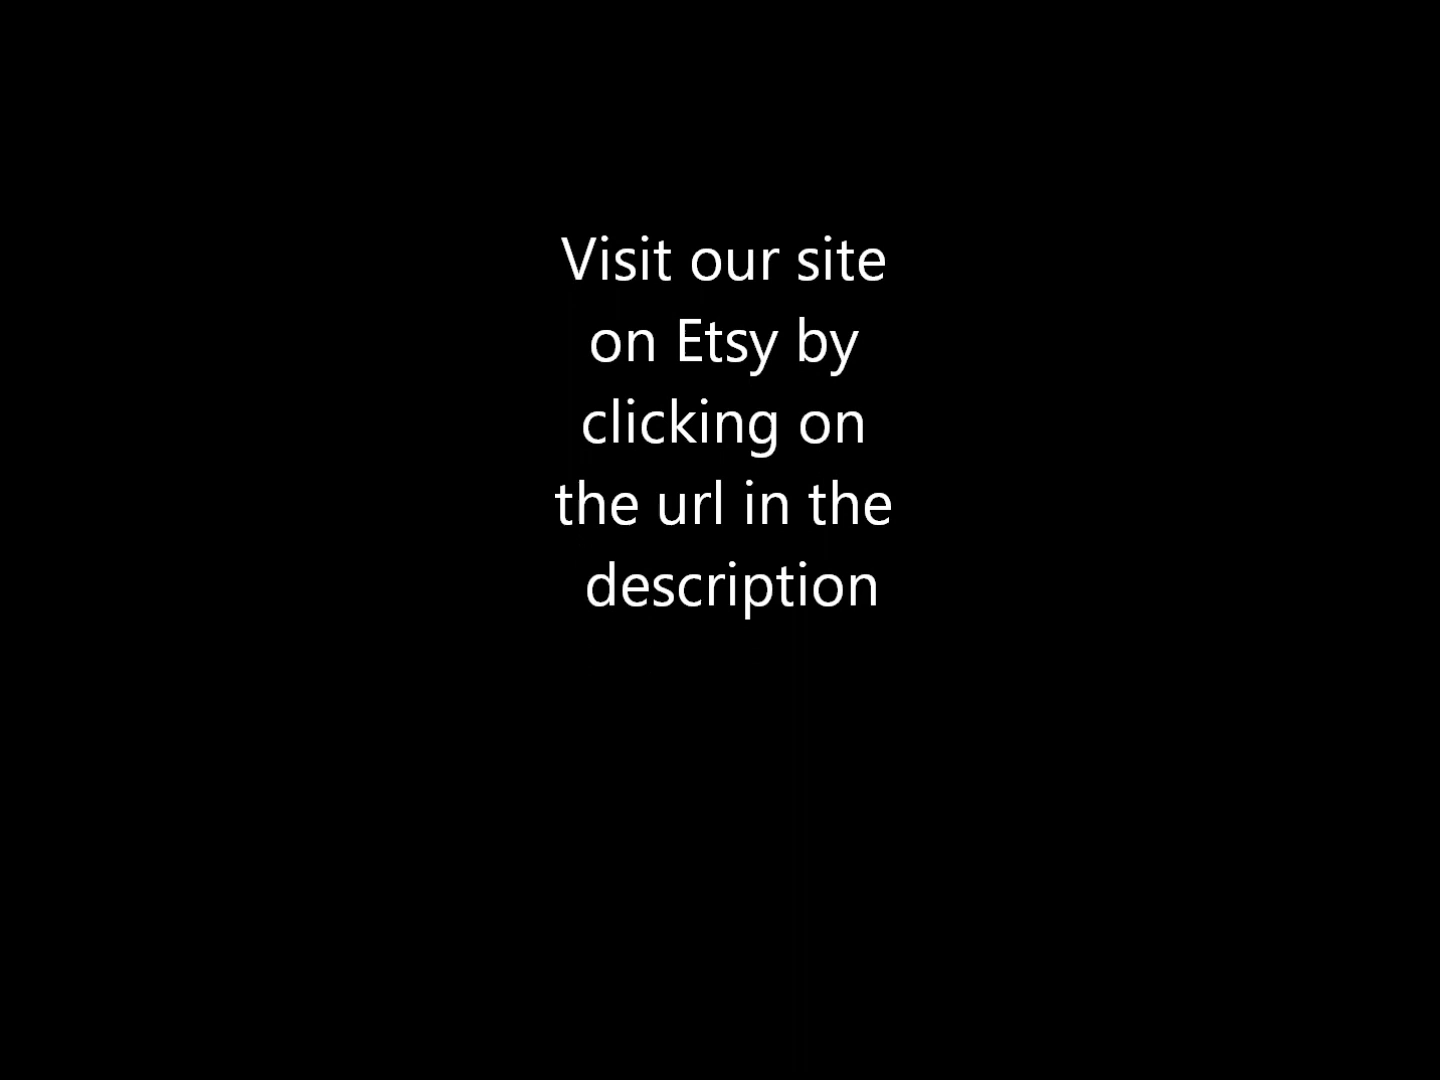 Visit our site
on Etsy by
clicking on
the url in the
description